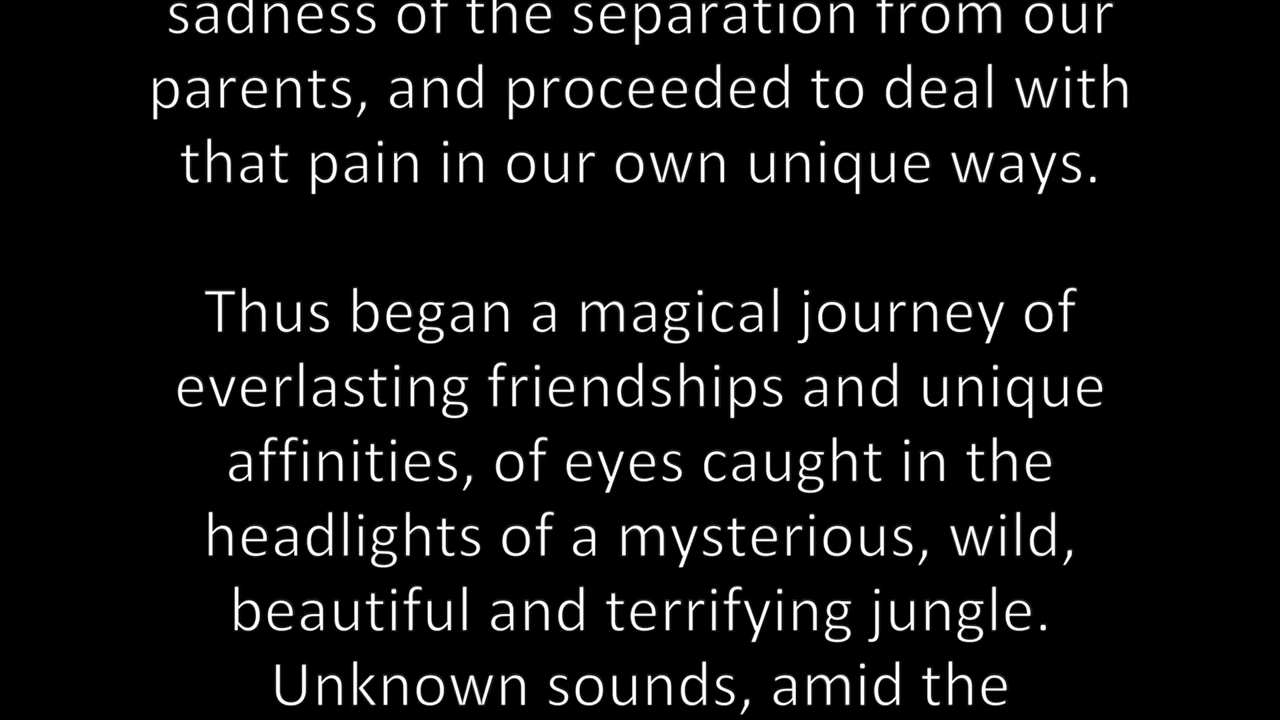 sadness of the separation from our
parents, and proceeded to deal with
that pain in our own unique ways.
Thus began a magical journey of
everlasting friendships and unique
affinities, of eyes caught in the
headlights of a mysterious, wild,
beautiful and terrifying jungle.
Unknown sounds, amid the